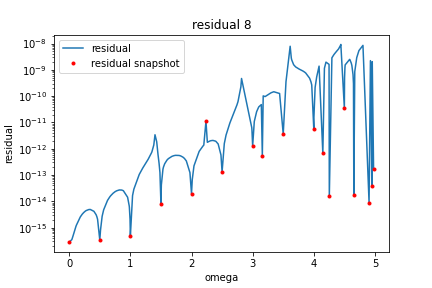 residual 8
residual
residual snapshot
10⁻⁸
10⁻⁹
10⁻¹⁰
10⁻¹¹
10⁻¹²
10⁻¹³
10⁻¹⁴
10⁻¹⁵
residual
0 1 2 3 4 5
omega